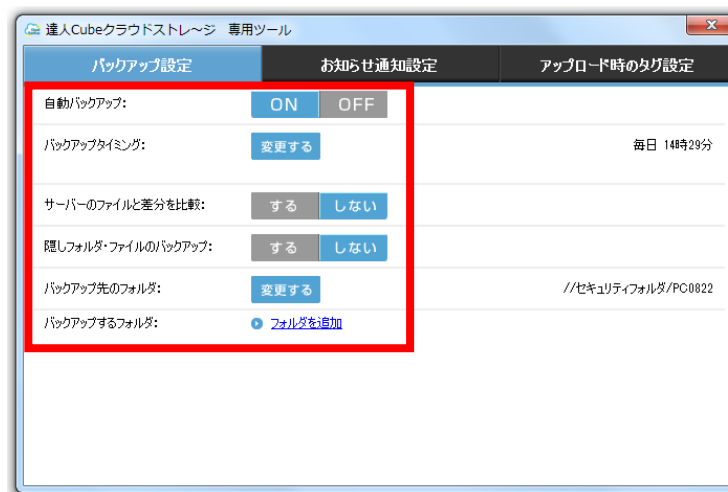 達人Cubeクラウドストレ～ジ 専用ツール
バックアップ設定 お知らせ通知設定 アップロード時のタグ設定
自動バックアップ: ON OFF
バックアップタイミング: 変更する 毎日 14時29分
サーバーのファイルと差分を比較: する しない
隠しフォルダ・ファイルのバックアップ: する しない
バックアップ先のフォルダ: 変更する //セキュリティフォルダ/PC0822
バックアップするフォルダ: フォルダを追加